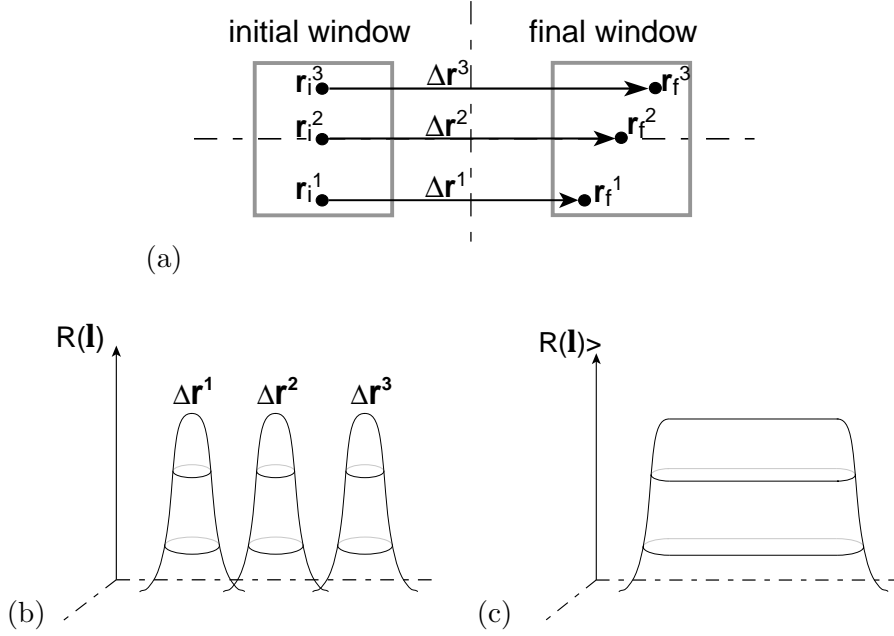 initial window final window
r_i^3 Δr^3 r_f^3
r_i^2 Δr^2 r_f^2
r_i^1 Δr^1 r_f^1
(a)
R(l) R(l)>
Δr^1 Δr^2 Δr^3
(b) (c)